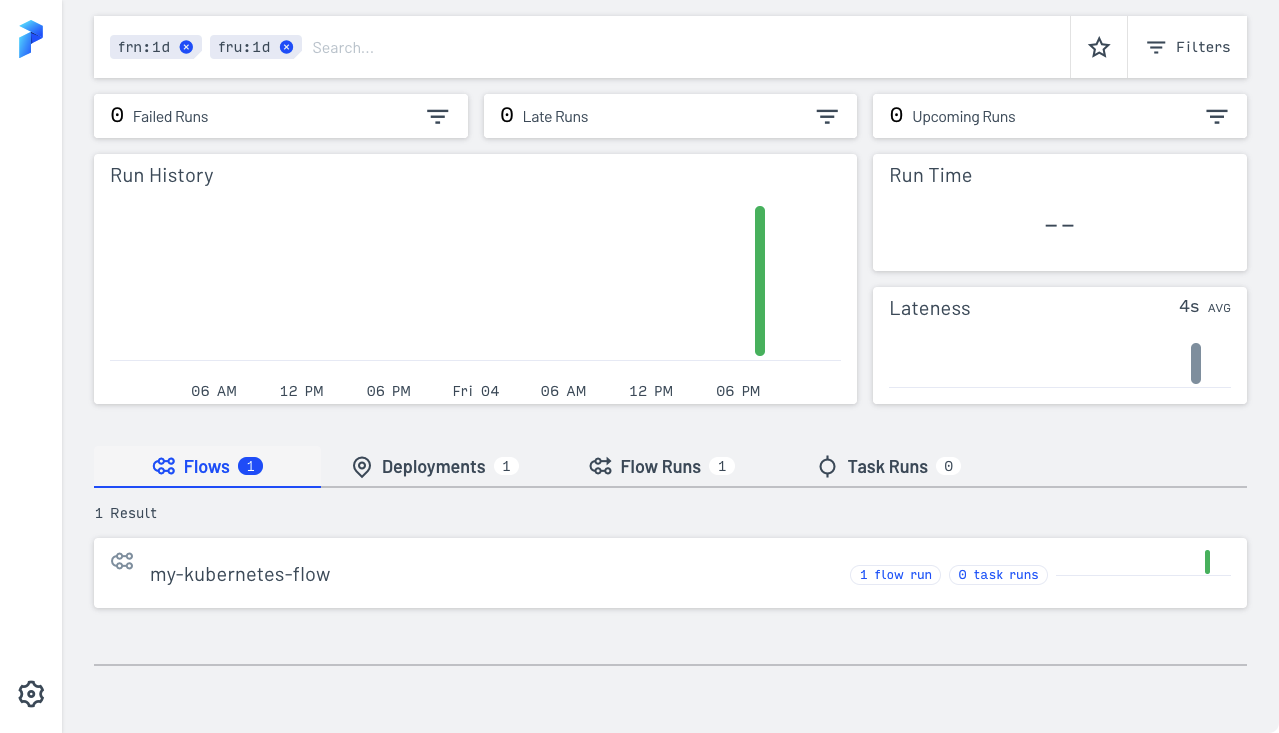 frn:1d fru:1d Search... Filters
0 Failed Runs 0 Late Runs 0 Upcoming Runs
Run History
06 AM 12 PM 06 PM Fri 04 06 AM 12 PM 06 PM
Run Time
--
Lateness 4s AVG
Flows 1 Deployments 1 Flow Runs 1 Task Runs 0
1 Result
my-kubernetes-flow 1 flow run 0 task runs